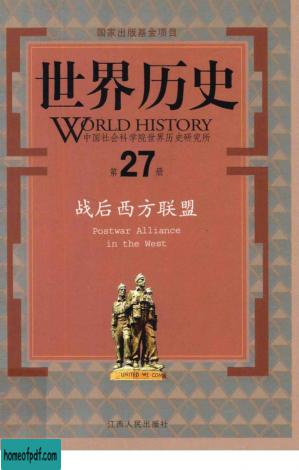 国家出版基金项目
世界历史
WORLD HISTORY
中国社会科学院世界历史研究所
第27册
战后西方联盟
Postwar Alliance
in the West
UNITED WE CONQUER
江西人民出版社
homeofpdf.com